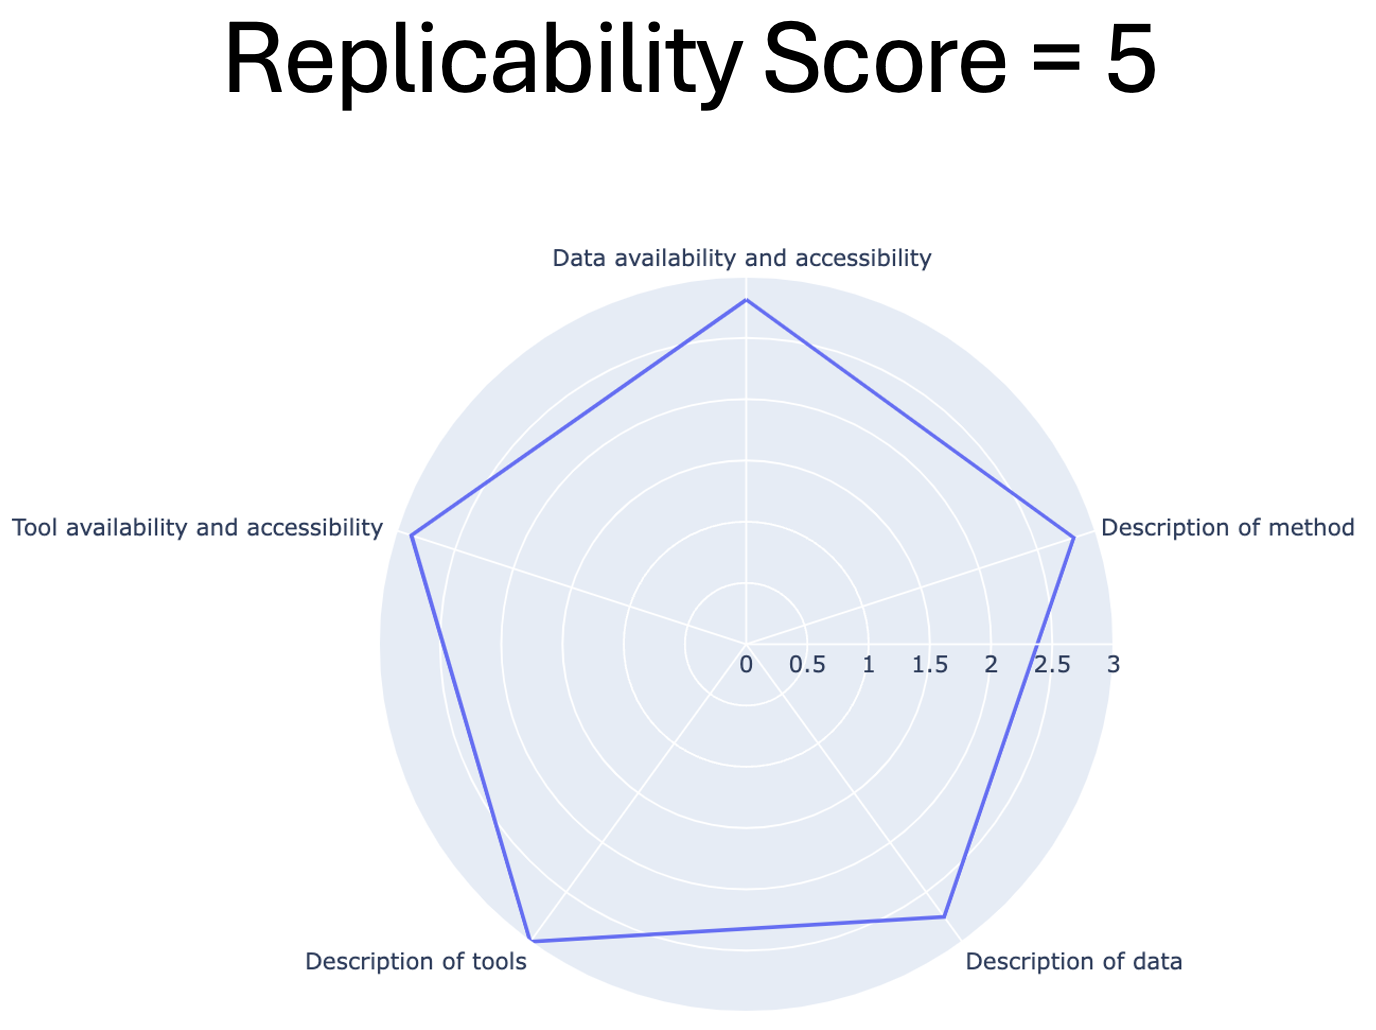 Replicability Score = 5
Data availability and accessibility
Tool availability and accessibility
Description of method
0 0.5 1 1.5 2 2.5 3
Description of tools
Description of data